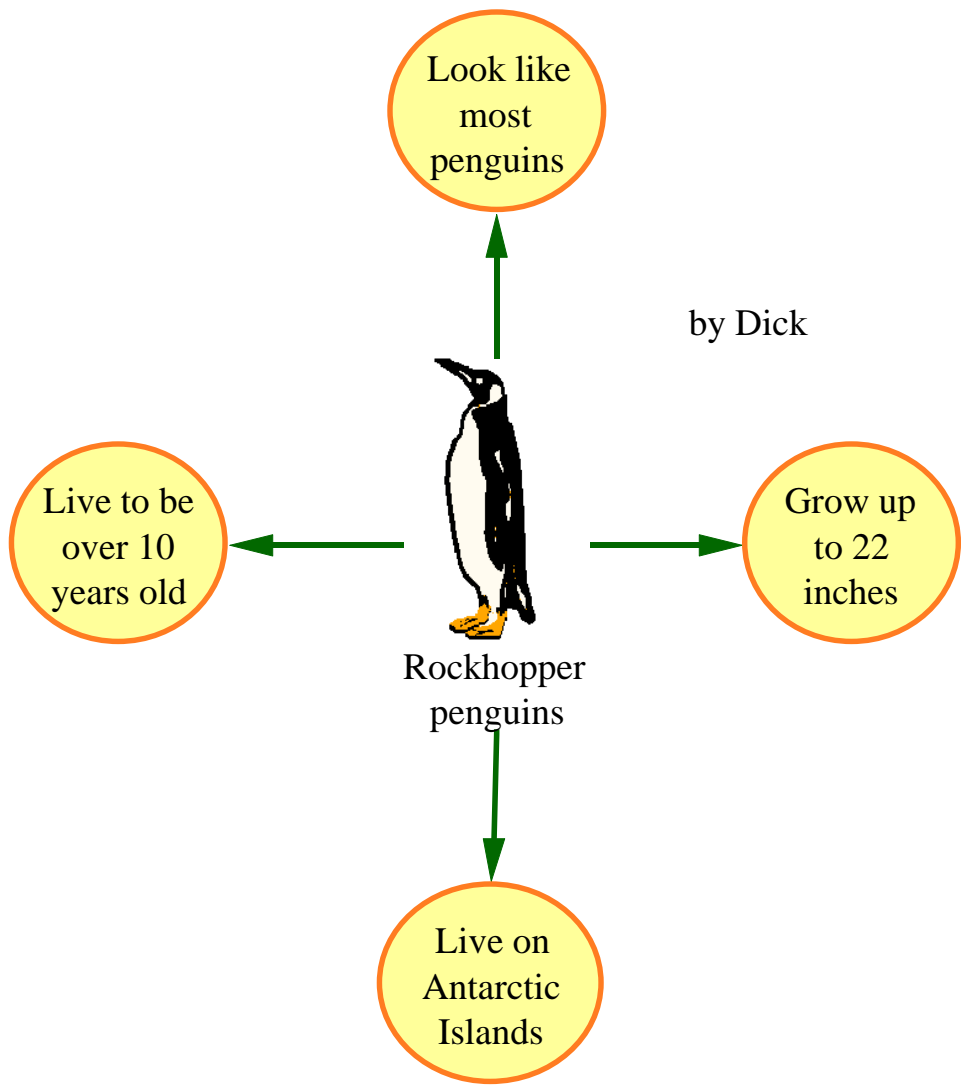 Look like
most
penguins
by Dick
Live to be
over 10
years old
Grow up
to 22
inches
Rockhopper
penguins
Live on
Antarctic
Islands